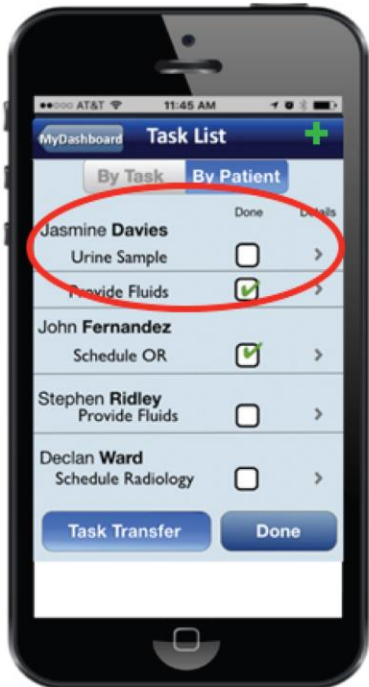 AT&T 11:45 AM
MyDashboard Task List
By Task By Patient
Done Details
Jasmine Davies
Urine Sample
Provide Fluids
John Fernandez
Schedule OR
Stephen Ridley
Provide Fluids
Declan Ward
Schedule Radiology
Task Transfer Done